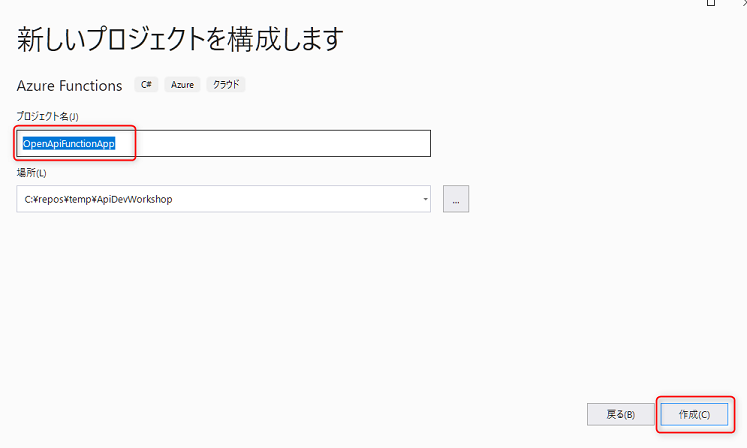 新しいプロジェクトを構成します
Azure Functions C# Azure クラウド
プロジェクト名(J)
OpenApiFunctionApp
場所(L)
C:¥repos¥temp¥ApiDevWorkshop
...
戻る(B) 作成(C)